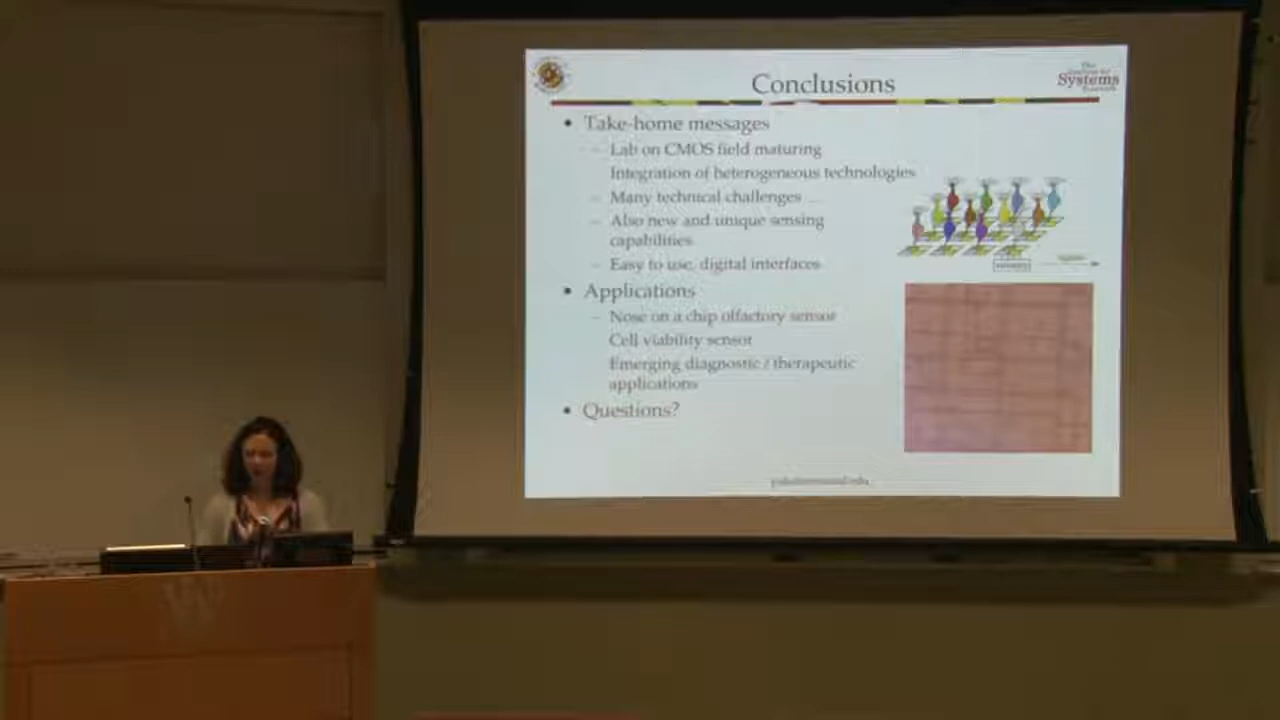 Conclusions
The
Systems
• Take-home messages
– Lab on CMOS field maturing
Integration of heterogeneous technologies
– Many technical challenges ...
– Also new and unique sensing
capabilities
– Easy to use, digital interfaces
• Applications
– Nose on a chip olfactory sensor
Cell viability sensor
Emerging diagnostic / therapeutic
applications
• Questions?
W